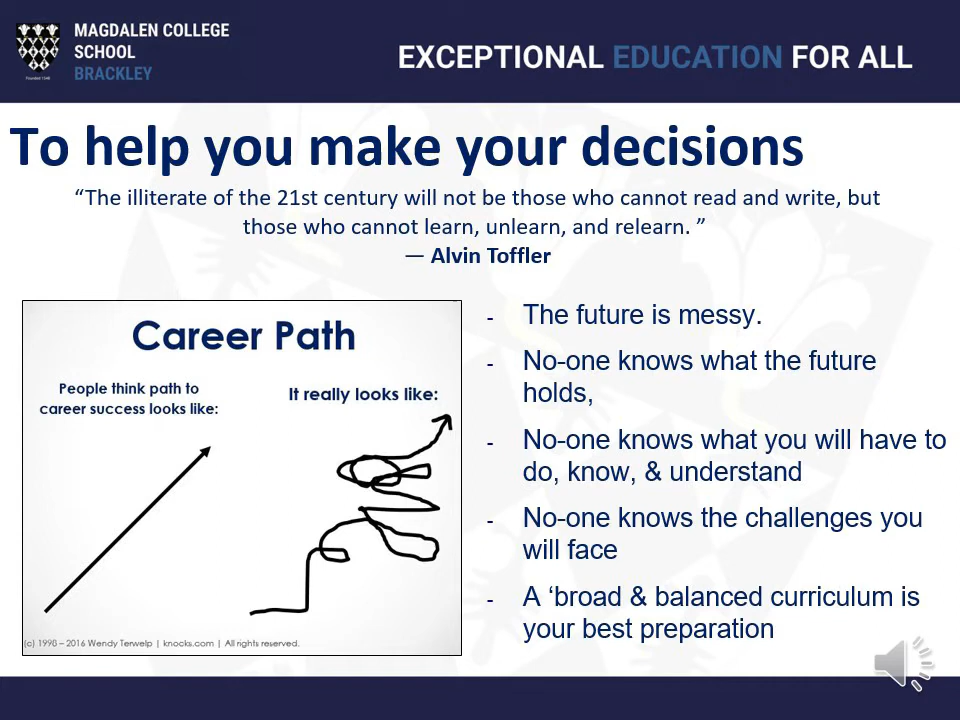 MAGDALEN COLLEGE
SCHOOL
BRACKLEY
Founded 1548
EXCEPTIONAL EDUCATION FOR ALL
To help you make your decisions
“The illiterate of the 21st century will not be those who cannot read and write, but
those who cannot learn, unlearn, and relearn. ”
— Alvin Toffler
Career Path
People think path to
career success looks like:
It really looks like:
(c) 1990 – 2016 Wendy Terwelp | knocks.com | All rights reserved.
- The future is messy.
- No-one knows what the future
holds,
- No-one knows what you will have to
do, know, & understand
- No-one knows the challenges you
will face
- A ‘broad & balanced curriculum is
your best preparation